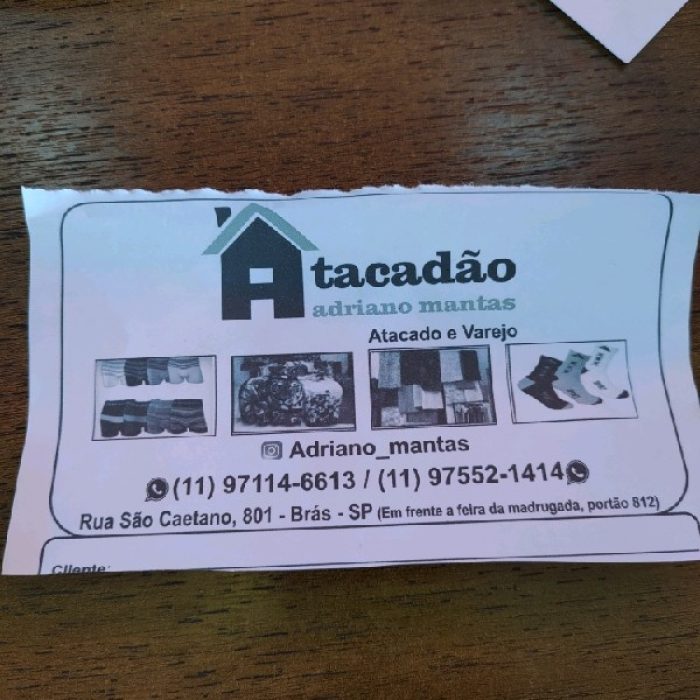 Atacadão
adriano mantas
Atacado e Varejo
Adriano_mantas
(11) 97114-6613 / (11) 97552-1414
Rua São Caetano, 801 - Brás - SP (Em frente a feira da madrugada, portão 812)
Cliente: